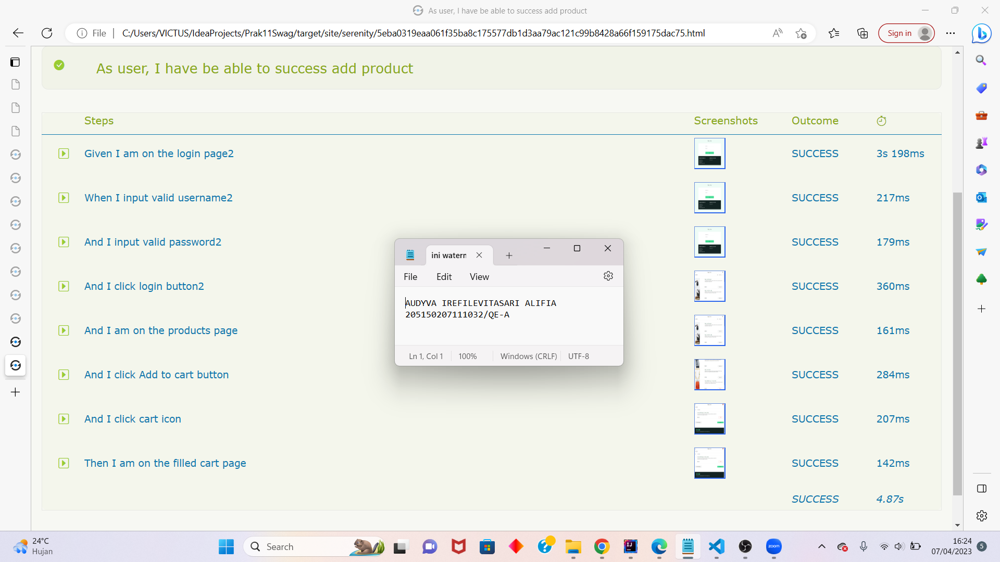 As user, I have be able to success add product
File
C:/Users/VICTUS/IdeaProjects/Prak11Swag/target/site/serenity/5eba0319eaa061f35ba8c175577db1d3aa79ac121c99b8428a66f159175dac75.html
Sign in
As user, I have be able to success add product
Steps Screenshots Outcome
Given I am on the login page2 SUCCESS 3s 198ms
When I input valid username2 SUCCESS 217ms
And I input valid password2 SUCCESS 179ms
And I click login button2 SUCCESS 360ms
And I am on the products page SUCCESS 161ms
And I click Add to cart button SUCCESS 284ms
And I click cart icon SUCCESS 207ms
Then I am on the filled cart page SUCCESS 142ms
SUCCESS 4.87s
ini waterm
File Edit View
AUDYVA IREFILEVITASARI ALIFIA
205150207111032/QE-A
Ln 1, Col 1 100% Windows (CRLF) UTF-8
24°C
Hujan
Search
zoom
16:24
07/04/2023
5